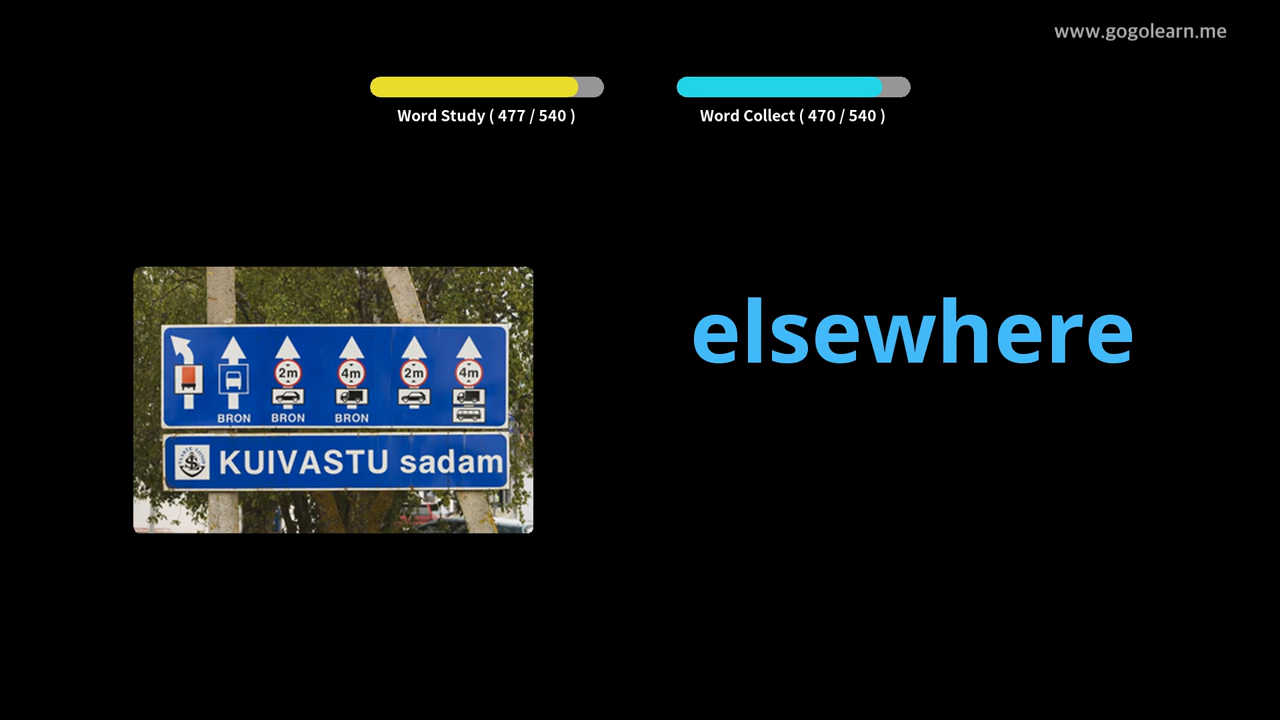 www.gogolearn.me
Word Study ( 477 / 540 )
Word Collect ( 470 / 540 )
elsewhere
2m 4m 2m 4m
BRON BRON BRON
KUIVASTU sadam